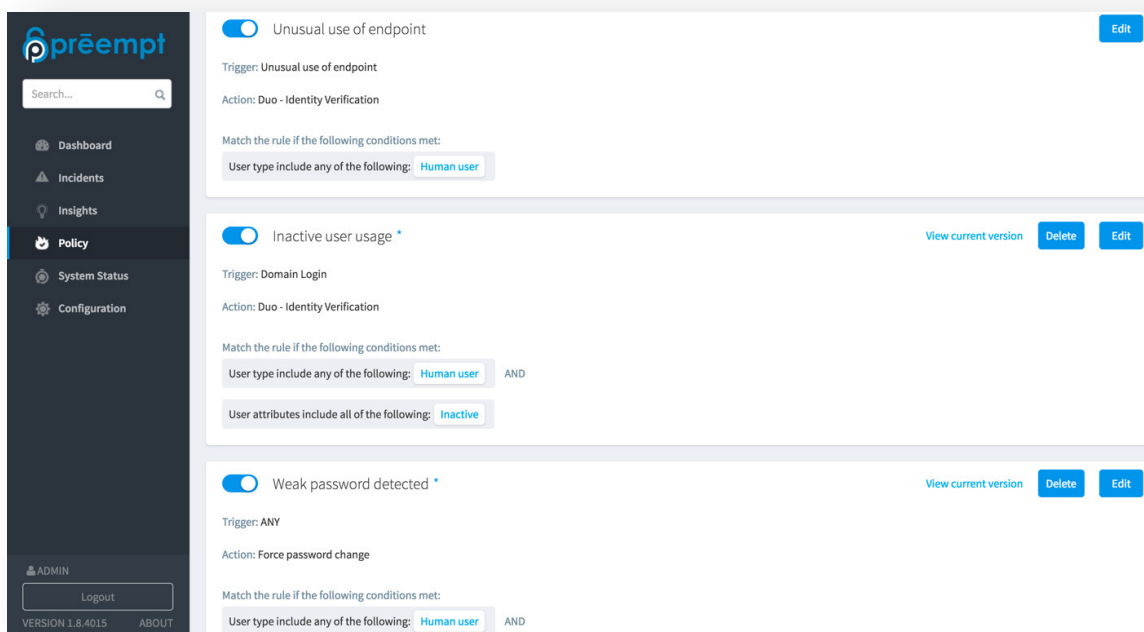 prēempt
Search...
Dashboard
Incidents
Insights
Policy
System Status
Configuration
ADMIN
Logout
VERSION 1.8.4015 ABOUT
Unusual use of endpoint Edit
Trigger: Unusual use of endpoint
Action: Duo - Identity Verification
Match the rule if the following conditions met:
User type include any of the following: Human user
Inactive user usage * View current version Delete Edit
Trigger: Domain Login
Action: Duo - Identity Verification
Match the rule if the following conditions met:
User type include any of the following: Human user AND
User attributes include all of the following: Inactive
Weak password detected * View current version Delete Edit
Trigger: ANY
Action: Force password change
Match the rule if the following conditions met:
User type include any of the following: Human user AND